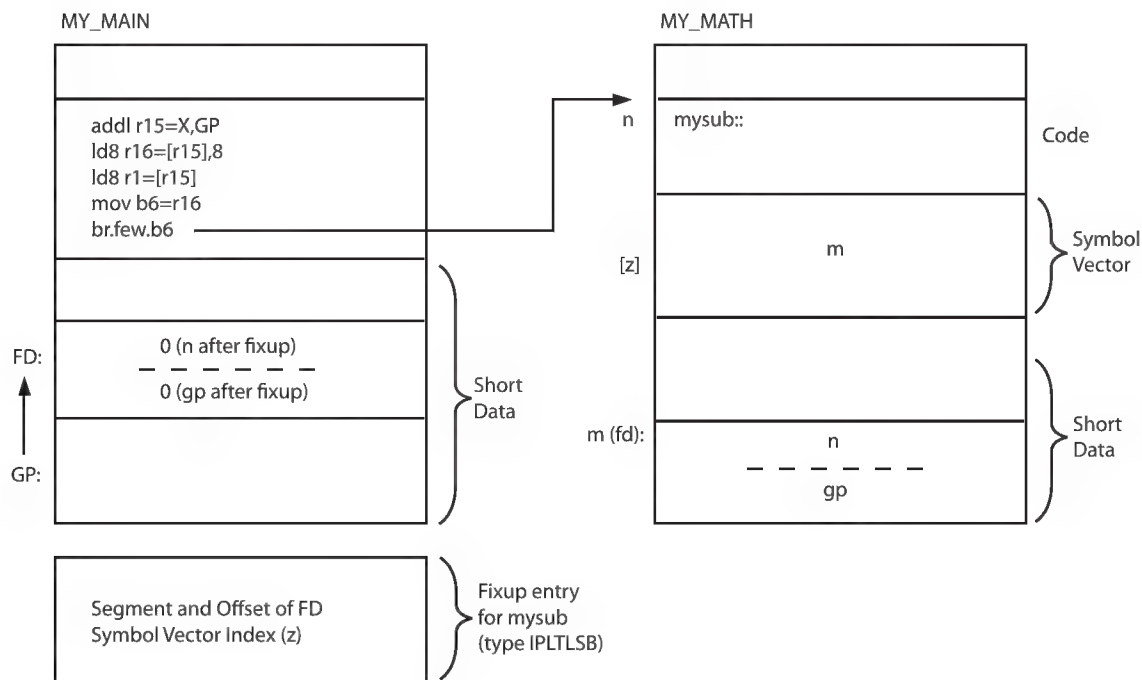 MY_MAIN
addl r15=X,GP
ld8 r16=[r15],8
ld8 r1=[r15]
mov b6=r16
br.few.b6
FD:
0 (n after fixup)
0 (gp after fixup)
GP:
Short
Data
Segment and Offset of FD
Symbol Vector Index (z)
Fixup entry
for mysub
(type IPLTLSB)
MY_MATH
n
mysub::
Code
[z]
m
Symbol
Vector
m (fd):
n
gp
Short
Data